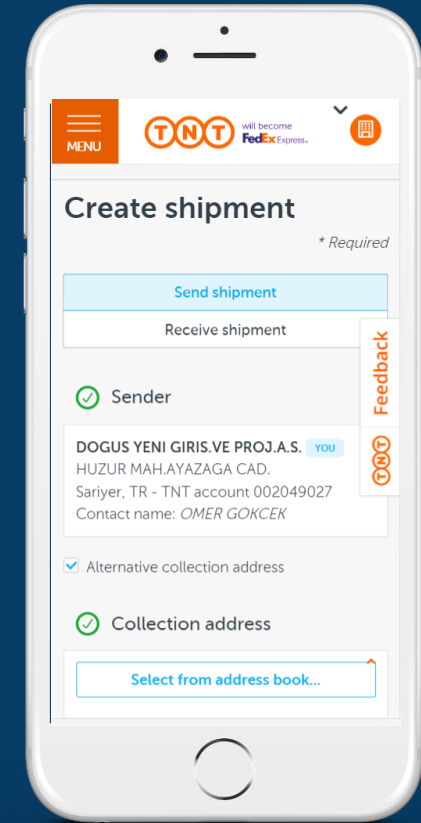 MENU
TNT
will become
FedEx Express.
Create shipment
* Required
Send shipment
Receive shipment
Feedback
TNT
Sender
DOGUS YENI GIRIS.VE PROJ.A.S. YOU
HUZUR MAH.AYAZAGA CAD.
Sariyer, TR - TNT account 002049027
Contact name: OMER GOKCEK
Alternative collection address
Collection address
Select from address book...